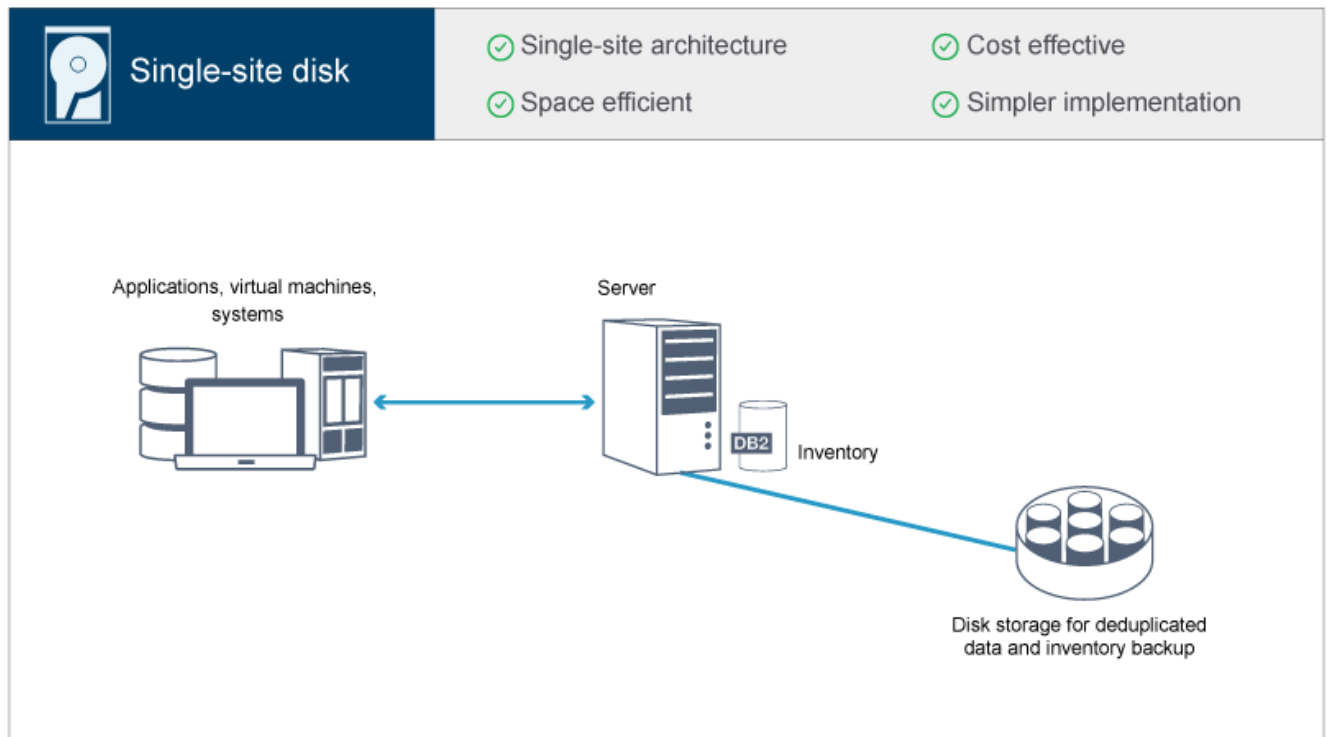 Single-site disk
Single-site architecture
Cost effective
Space efficient
Simpler implementation
Applications, virtual machines,
systems
Server
DB2
Inventory
Disk storage for deduplicated
data and inventory backup